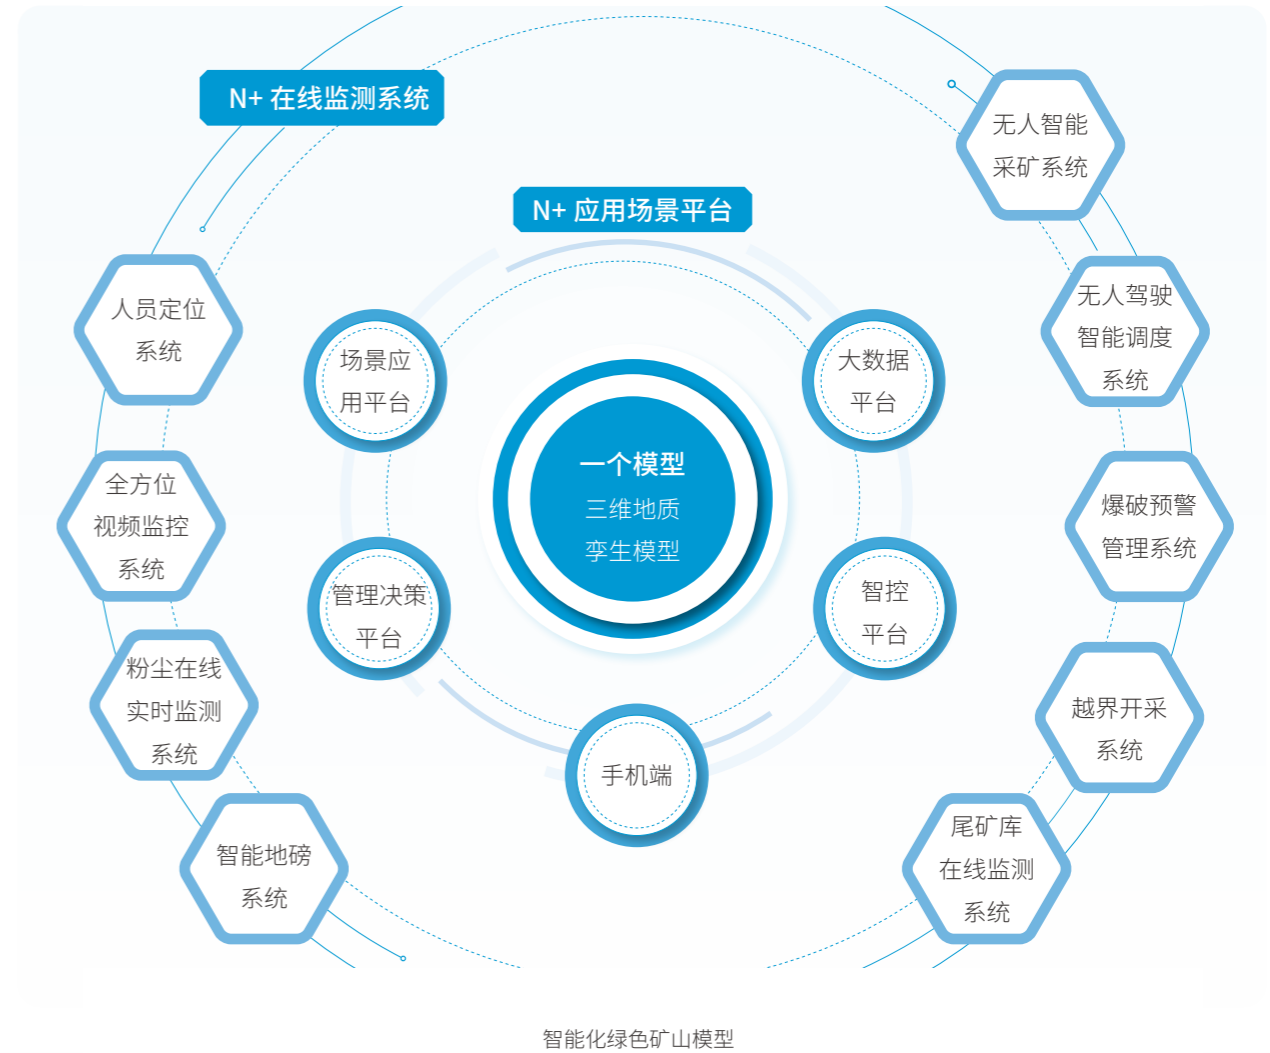 N+ 在线监测系统
N+ 应用场景平台
无人智能
采矿系统
人员定位
系统
无人驾驶
智能调度
系统
场景应
用平台
大数据
平台
一个模型
三维地质
孪生模型
全方位
视频监控
系统
爆破预警
管理系统
管理决策
平台
智控
平台
粉尘在线
实时监测
系统
越界开采
系统
手机端
智能地磅
系统
尾矿库
在线监测
系统
智能化绿色矿山模型